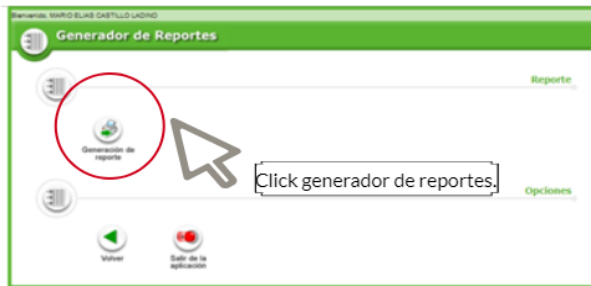 Bienvenido, MARIO ELIAS CASTILLO LADINO
Generador de Reportes
Reporte
Generación de
reporte
Click generador de reportes.
Opciones
Volver
Salir de la
aplicación